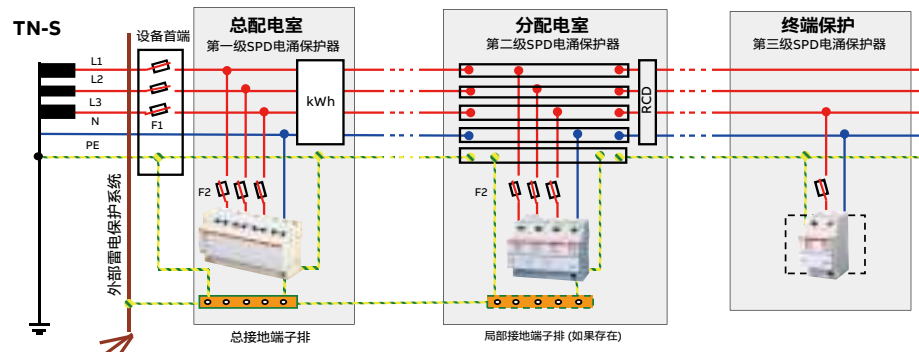 TN-S
设备首端
总配电室
第一级SPD电涌保护器
分配电室
第二级SPD电涌保护器
终端保护
第三级SPD电涌保护器
L1
L2
L3
N
PE
F1
kWh
RCD
F2
F2
外部雷电保护系统
总接地端子排
局部接地端子排 (如果存在)